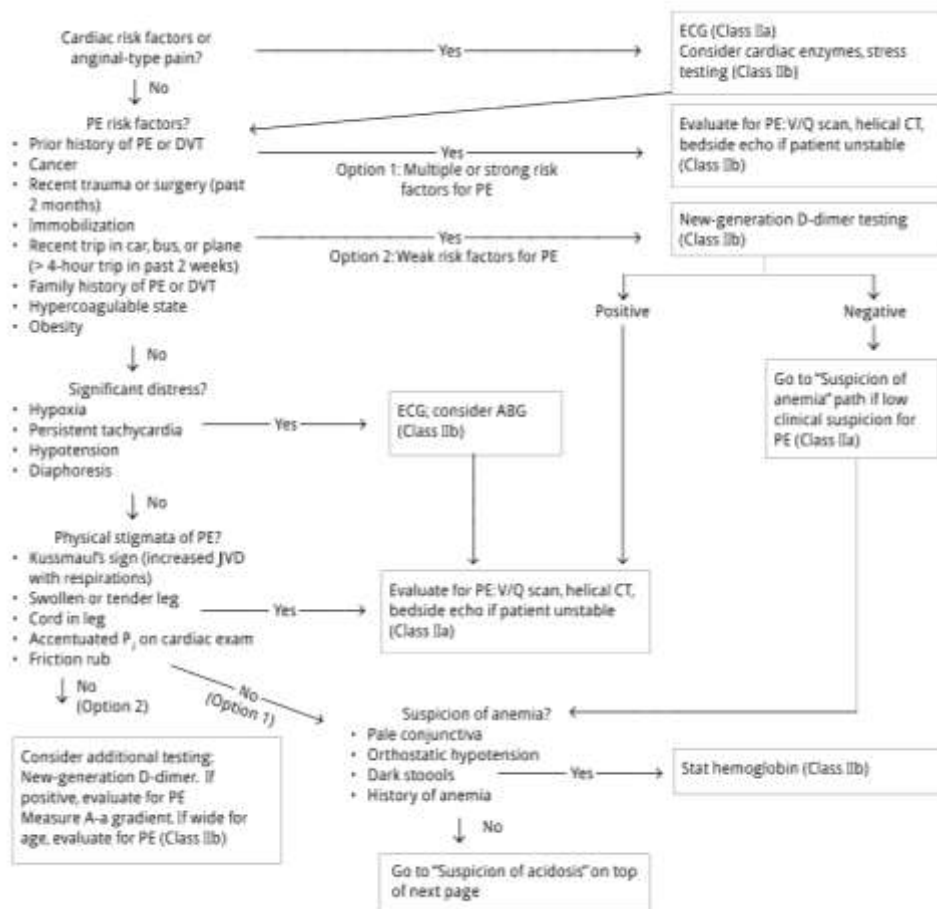 Cardiac risk factors or
anginal-type pain?
Yes
ECG (Class IIa)
Consider cardiac enzymes, stress
testing (Class IIb)
No
PE risk factors?
• Prior history of PE or DVT
• Cancer
• Recent trauma or surgery (past
2 months)
• Immobilization
• Recent trip in car, bus, or plane
(> 4-hour trip in past 2 weeks)
• Family history of PE or DVT
• Hypercoagulable state
• Obesity
Yes
Option 1: Multiple or strong risk
factors for PE
Evaluate for PE: V/Q scan, helical CT,
bedside echo if patient unstable
(Class IIb)
Yes
Option 2: Weak risk factors for PE
New-generation D-dimer testing
(Class IIb)
Positive
Negative
Go to "Suspicion of
anemia" path if low
clinical suspicion for
PE (Class IIa)
No
Significant distress?
• Hypoxia
• Persistent tachycardia
• Hypotension
• Diaphoresis
Yes
ECG; consider ABG
(Class IIb)
No
Physical stigmata of PE?
• Kussmaul's sign (increased JVD
with respirations)
• Swollen or tender leg
• Cord in leg
• Accentuated P2 on cardiac exam
• Friction rub
Yes
Evaluate for PE: V/Q scan, helical CT,
bedside echo if patient unstable
(Class IIa)
No
(Option 2)
No
(Option 1)
Consider additional testing:
New-generation D-dimer. If
positive, evaluate for PE
Measure A-a gradient. If wide for
age, evaluate for PE (Class IIb)
Suspicion of anemia?
• Pale conjunctiva
• Orthostatic hypotension
• Dark stoools
• History of anemia
Yes
Stat hemoglobin (Class IIb)
No
Go to "Suspicion of acidosis" on top
of next page